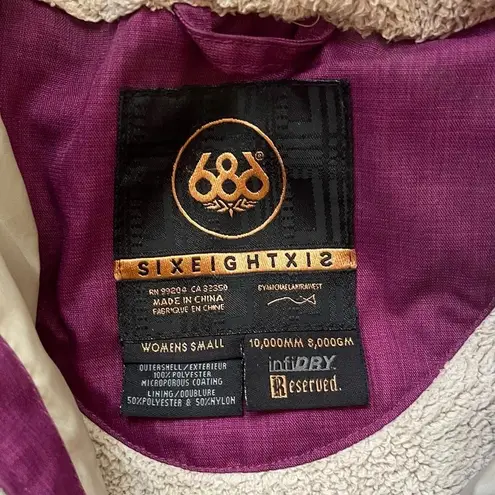 686®
SIXEIGHTXIS
RN 99204 CA 32350
MADE IN CHINA
FABRIQUE EN CHINE
BY MICHAEL AKIRA WEST
WOMENS SMALL
OUTERSHELL/EXTERIEUR
100% POLYESTER
MICROPOROUS COATING
LINING/DOUBLURE
50% POLYESTER & 50% NYLON
10,000MM 8,000GM
infiDRY
Reserved.